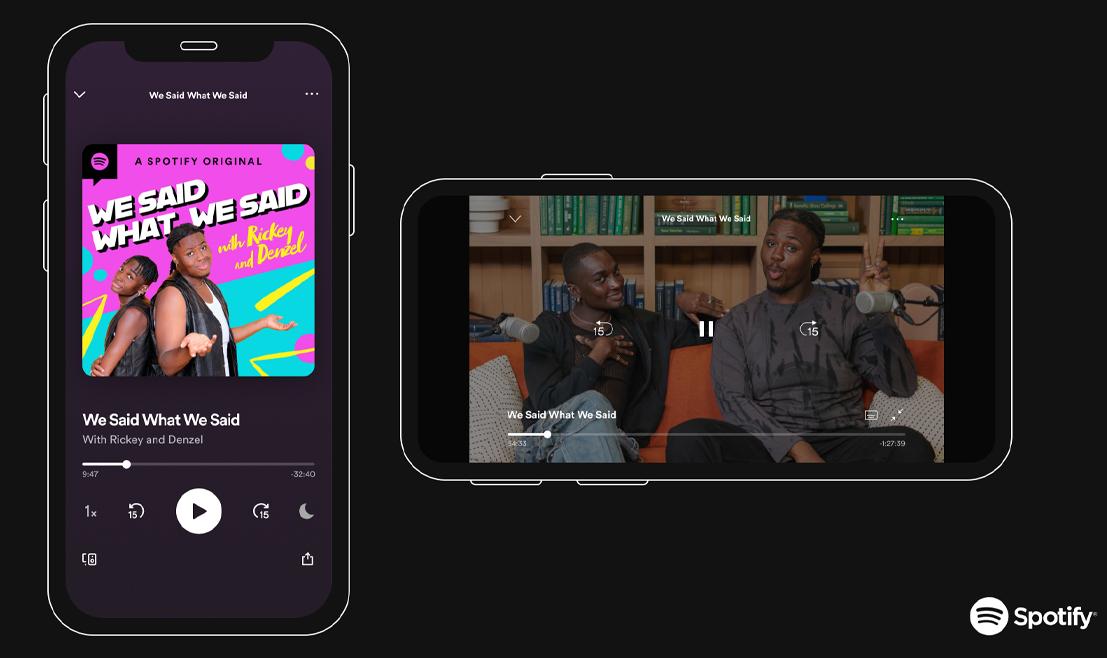 We Said What We Said
A SPOTIFY ORIGINAL
WE SAID
WHAT WE SAID
with Rickey
and Denzel
We Said What We Said
With Rickey and Denzel
9:47
-32:40
1x
15
15
We Said What We Said
15
15
We Said What We Said
14:33
-1:27:39
Spotify®